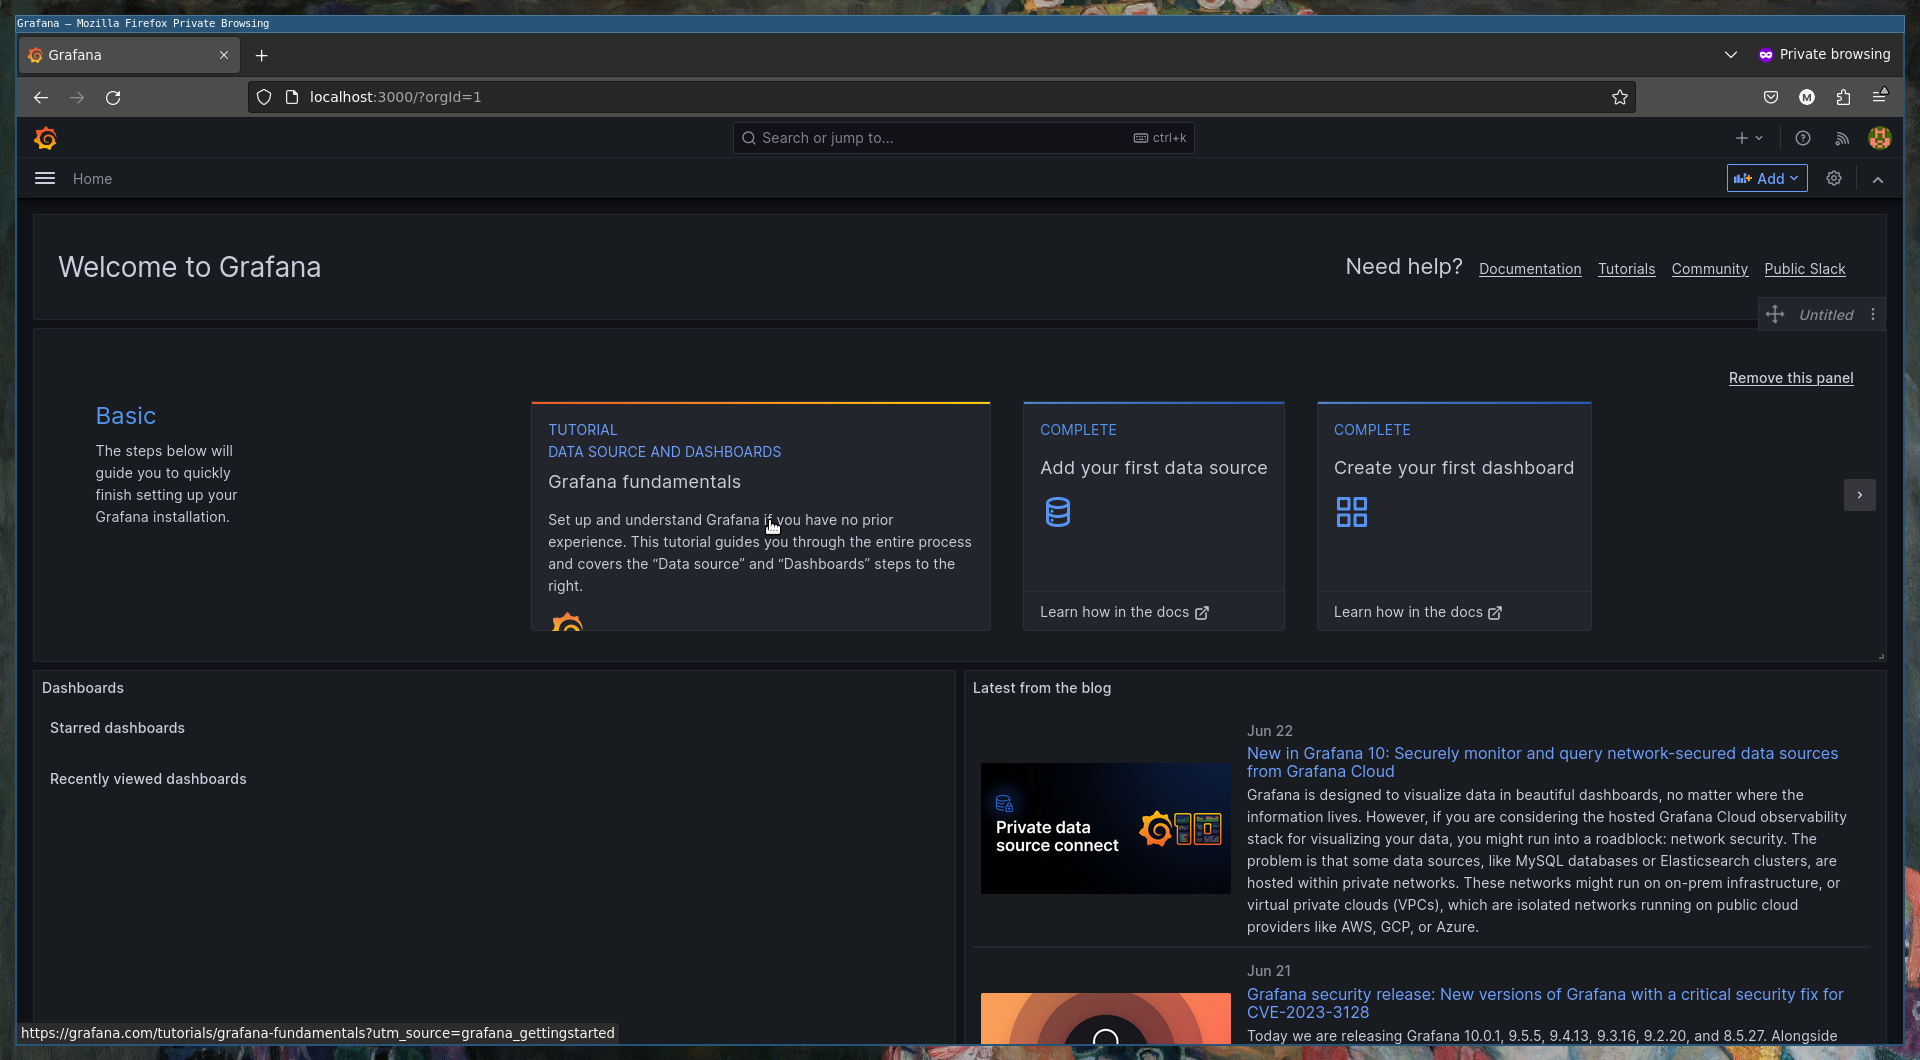 Grafana — Mozilla Firefox Private Browsing
Grafana
Private browsing
localhost:3000/?orgId=1
M
Search or jump to...
ctrl+k
Home
Add
Welcome to Grafana
Need help?
Documentation
Tutorials
Community
Public Slack
Untitled
Remove this panel
Basic
The steps below will
guide you to quickly
finish setting up your
Grafana installation.
TUTORIAL
DATA SOURCE AND DASHBOARDS
Grafana fundamentals
Set up and understand Grafana if you have no prior
experience. This tutorial guides you through the entire process
and covers the “Data source” and “Dashboards” steps to the
right.
COMPLETE
Add your first data source
Learn how in the docs
COMPLETE
Create your first dashboard
Learn how in the docs
Dashboards
Starred dashboards
Recently viewed dashboards
Latest from the blog
Jun 22
New in Grafana 10: Securely monitor and query network-secured data sources
from Grafana Cloud
Private data
source connect
Grafana is designed to visualize data in beautiful dashboards, no matter where the
information lives. However, if you are considering the hosted Grafana Cloud observability
stack for visualizing your data, you might run into a roadblock: network security. The
problem is that some data sources, like MySQL databases or Elasticsearch clusters, are
hosted within private networks. These networks might run on on-prem infrastructure, or
virtual private clouds (VPCs), which are isolated networks running on public cloud
providers like AWS, GCP, or Azure.
Jun 21
Grafana security release: New versions of Grafana with a critical security fix for
CVE-2023-3128
Today we are releasing Grafana 10.0.1, 9.5.5, 9.4.13, 9.3.16, 9.2.20, and 8.5.27. Alongside
https://grafana.com/tutorials/grafana-fundamentals?utm_source=grafana_gettingstarted